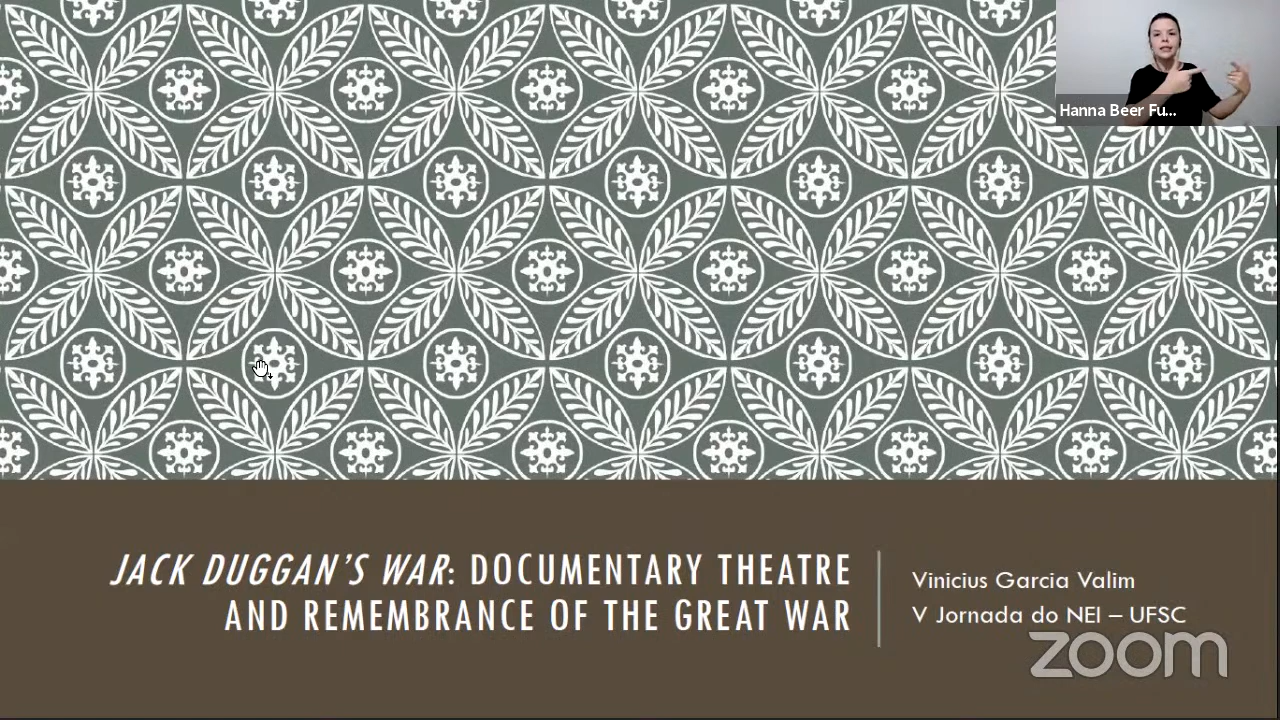 Hanna Beer Fu...
JACK DUGGAN'S WAR: DOCUMENTARY THEATRE
AND REMEMBRANCE OF THE GREAT WAR
Vinicius Garcia Valim
V Jornada do NEI – UFSC
zoom